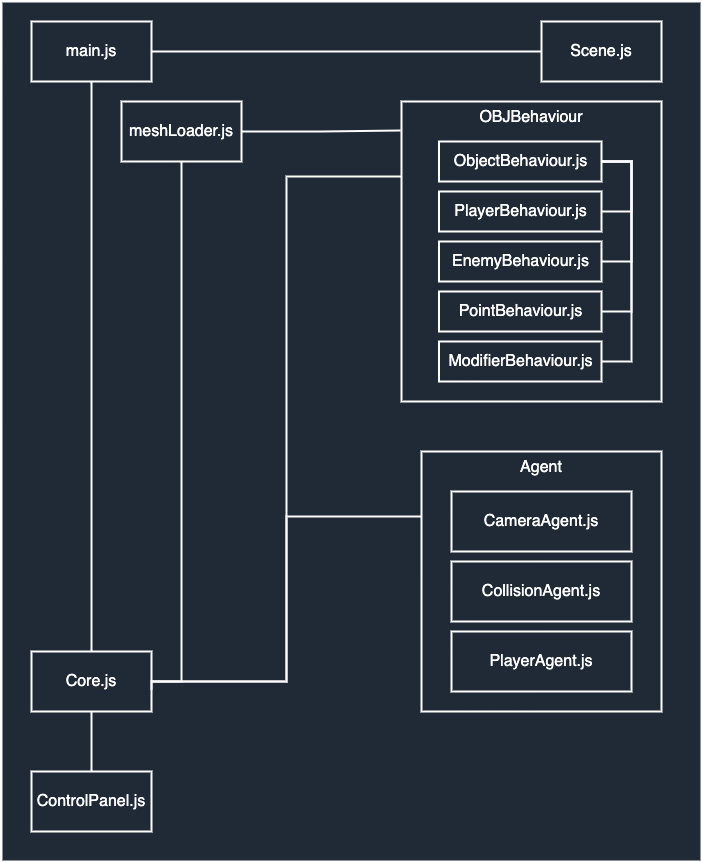 main.js
Scene.js
meshLoader.js
OBJBehaviour
ObjectBehaviour.js
PlayerBehaviour.js
EnemyBehaviour.js
PointBehaviour.js
ModifierBehaviour.js
Agent
CameraAgent.js
CollisionAgent.js
PlayerAgent.js
Core.js
ControlPanel.js